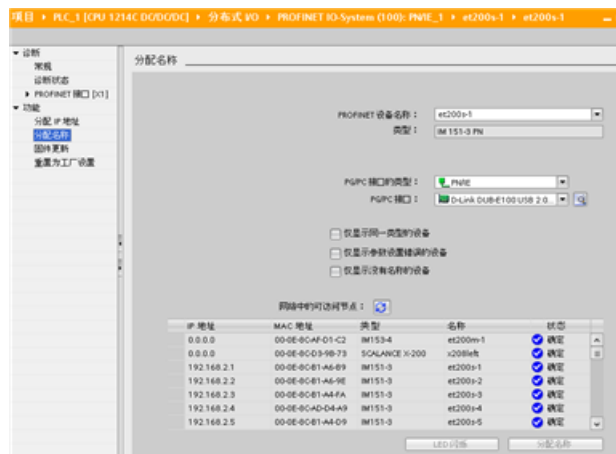 项目 ▸ PLC_1 [CPU 1214C DC/DC/DC] ▸ 分布式 I/O ▸ PROFINET IO-System (100): PN/IE_1 ▸ et200s-1 ▸ et200s-1
诊断
常规
诊断状态
PROFINET 接口 [X1]
功能
分配 IP 地址
分配名称
固件更新
重置为工厂设置
分配名称
PROFINET 设备名称： et200s-1
类型： IM 151-3 PN
PG/PC 接口的类型： PN/IE
PG/PC 接口： D-Link DUB-E100 USB 2.0...
仅显示同一类型的设备
仅显示参数设置错误的设备
仅显示没有名称的设备
网络中的可访问节点：
IP 地址 MAC 地址 类型 名称 状态
0.0.0.0 00-0E-8C-AF-D1-C2 IM153-4 et200m-1 确定
0.0.0.0 00-0E-8C-D3-9B-73 SCALANCE X-200 x208left 确定
192.168.2.1 00-0E-8C-B1-A6-B9 IM151-3 et200s-1 确定
192.168.2.2 00-0E-8C-B1-A6-9E IM151-3 et200s-2 确定
192.168.2.3 00-0E-8C-B1-A4-FA IM151-3 et200s-3 确定
192.168.2.4 00-0E-8C-AD-D4-A9 IM151-3 et200s-4 确定
192.168.2.5 00-0E-8C-B1-A4-D9 IM151-3 et200s-5 确定
LED 闪烁 分配名称